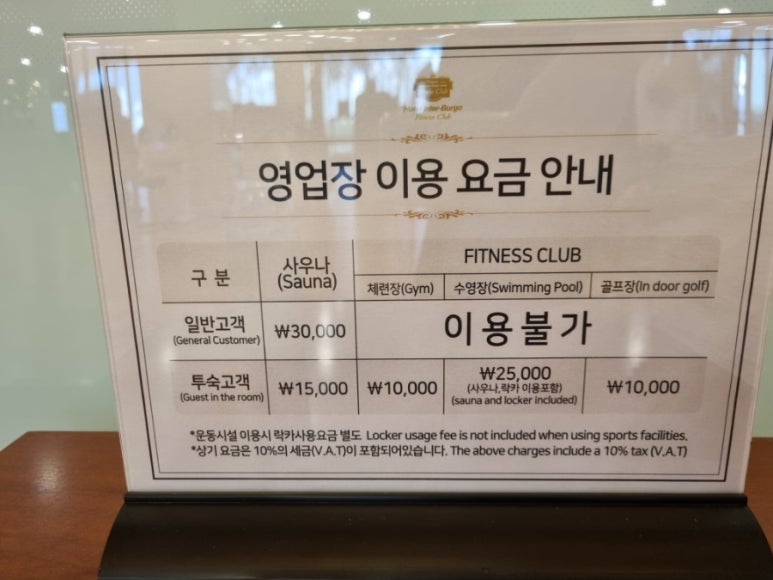 Fitness Club
영업장 이용 요금 안내
구 분
사우나
(Sauna)
FITNESS CLUB
체련장(Gym)
수영장(Swimming Pool)
골프장(In door golf)
일반고객
(General Customer)
₩30,000
이 용 불 가
투숙고객
(Guest in the room)
₩15,000
₩10,000
₩25,000
(사우나,락카 이용포함)
(sauna and locker included)
₩10,000
*운동시설 이용시 락카사용요금 별도 Locker usage fee is not included when using sports facilities.
*상기 요금은 10%의 세금(V.A.T)이 포함되어있습니다. The above charges include a 10% tax (V.A.T)